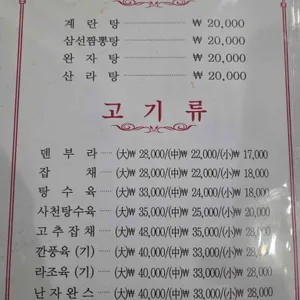 계 란 탕 ₩ 20,000
삼선짬뽕탕 ₩ 20,000
완 자 탕 ₩ 20,000
산 라 탕 ₩ 20,000
고 기 류
덴 부 라 (大)₩ 28,000/(中)₩ 22,000/(小)₩ 17,000
잡 채 (大)₩ 28,000/(中)₩ 22,000/(小)₩ 18,000
탕 수 육 (大)₩ 33,000/(中)₩ 24,000/(小)₩ 18,000
사천탕수육 (大)₩ 35,000/(中)₩ 25,000/(小)₩ 20,000
고 추 잡 채 (大)₩ 48,000/(中)₩ 35,000/(小)₩ 28,000
깐풍육 (기) (大)₩ 40,000/(中)₩ 33,000/(小)₩ 28,000
라조육 (기) (大)₩ 40,000/(中)₩ 33,000/(小)₩ 28,000
난 자 완 스 (大)₩ 40,000/(中)₩ 33,000/(小)₩ 28,000